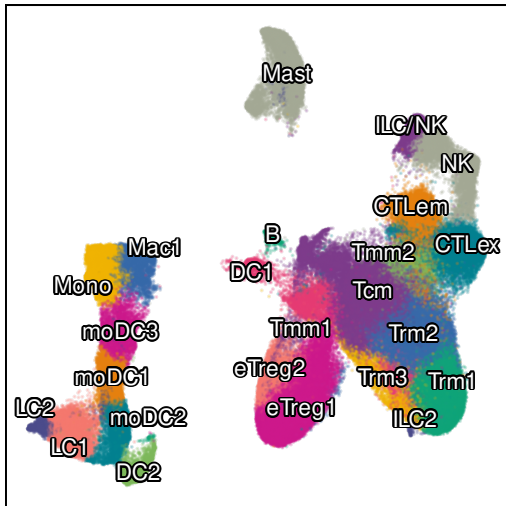 Mast
ILC/NK
NK
CTLem
B
Mac1
Tmm2
CTLex
DC1
Mono
Tcm
moDC3
Tmm1
Trm2
eTreg2
moDC1
Trm3
Trm1
LC2
eTreg1
moDC2
ILC2
LC1
DC2